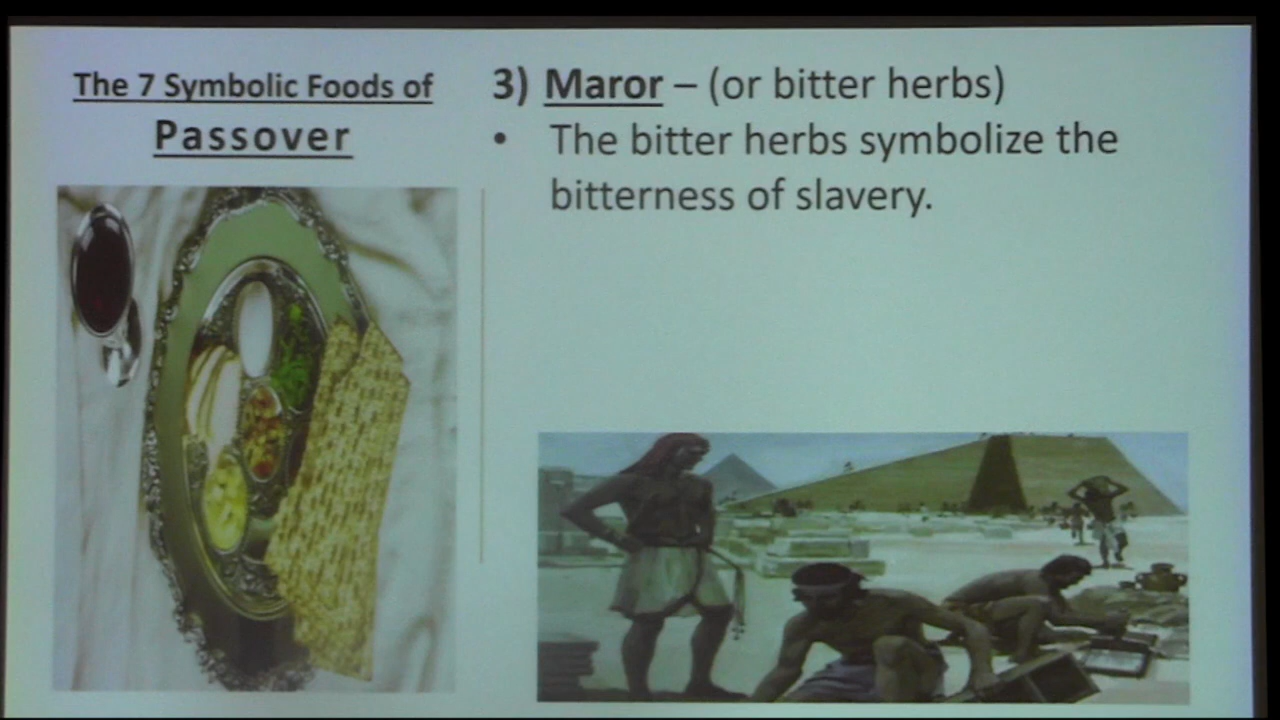 The 7 Symbolic Foods of
Passover
3) Maror – (or bitter herbs)
• The bitter herbs symbolize the
bitterness of slavery.